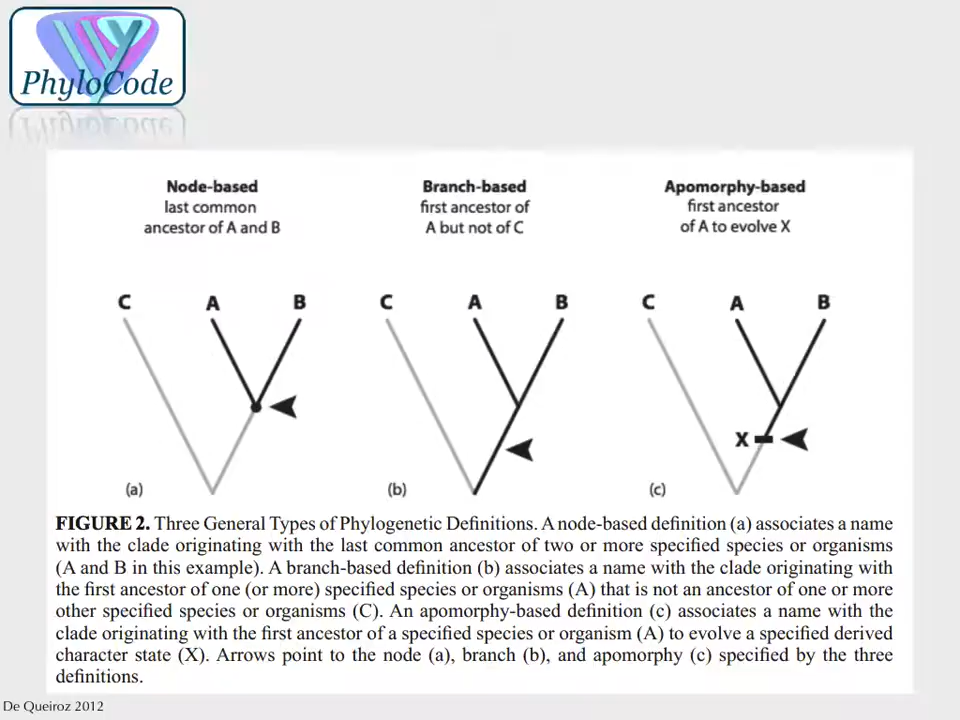 PhyloCode
Node-based
last common
ancestor of A and B
Branch-based
first ancestor of
A but not of C
Apomorphy-based
first ancestor
of A to evolve X
C A B
C A B
C A B
X
(a)
(b)
(c)
FIGURE 2. Three General Types of Phylogenetic Definitions. A node-based definition (a) associates a name
with the clade originating with the last common ancestor of two or more specified species or organisms
(A and B in this example). A branch-based definition (b) associates a name with the clade originating with
the first ancestor of one (or more) specified species or organisms (A) that is not an ancestor of one or more
other specified species or organisms (C). An apomorphy-based definition (c) associates a name with the
clade originating with the first ancestor of a specified species or organism (A) to evolve a specified derived
character state (X). Arrows point to the node (a), branch (b), and apomorphy (c) specified by the three
definitions.
De Queiroz 2012